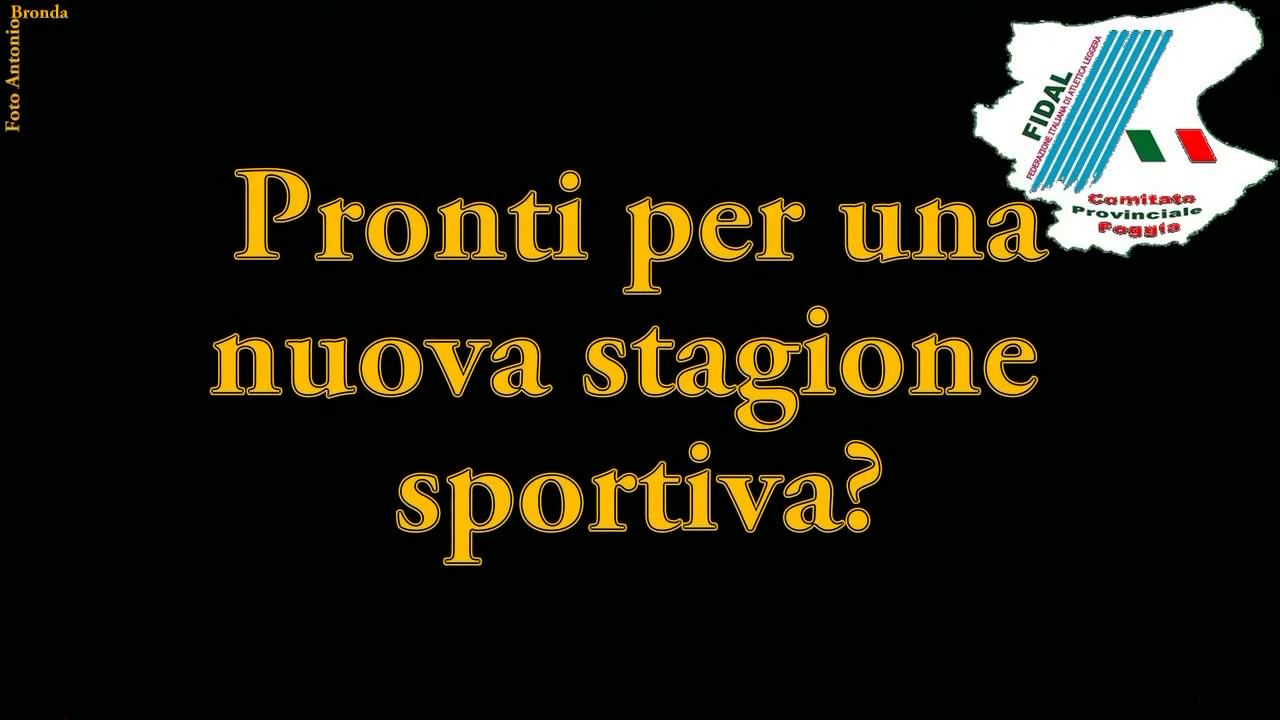 Bronda
Foto Antonio
FIDAL
FEDERAZIONE ITALIANA DI ATLETICA LEGGERA
Comitato
Provinciale
Foggia
Pronti per una
nuova stagione
sportiva?